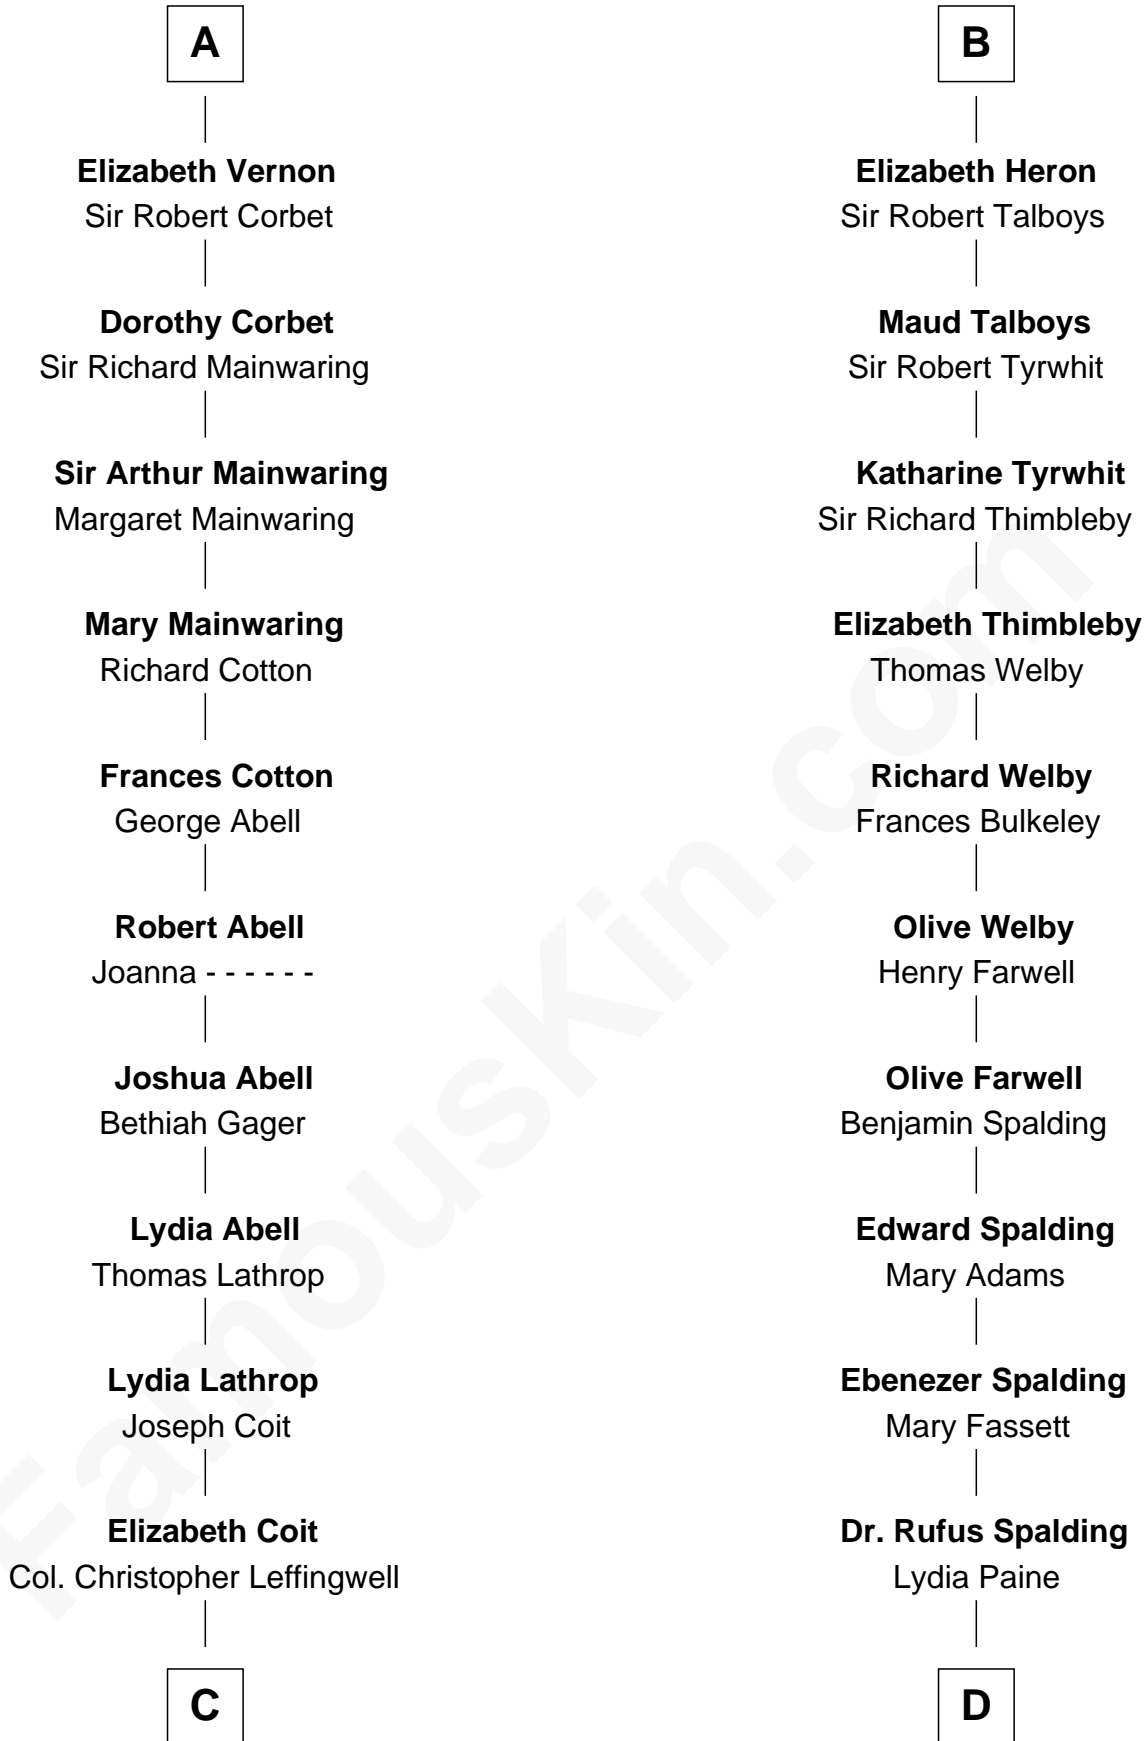 A
Elizabeth Vernon
Sir Robert Corbet
Dorothy Corbet
Sir Richard Mainwaring
Sir Arthur Mainwaring
Margaret Mainwaring
Mary Mainwaring
Richard Cotton
Frances Cotton
George Abell
Robert Abell
Joanna - - - - - -
Joshua Abell
Bethiah Gager
Lydia Abell
Thomas Lathrop
Lydia Lathrop
Joseph Coit
Elizabeth Coit
Col. Christopher Leffingwell
C
B
Elizabeth Heron
Sir Robert Talboys
Maud Talboys
Sir Robert Tyrwhit
Katharine Tyrwhit
Sir Richard Thimbleby
Elizabeth Thimbleby
Thomas Welby
Richard Welby
Frances Bulkeley
Olive Welby
Henry Farwell
Olive Farwell
Benjamin Spalding
Edward Spalding
Mary Adams
Ebenezer Spalding
Mary Fassett
Dr. Rufus Spalding
Lydia Paine
D
FamousKin.com